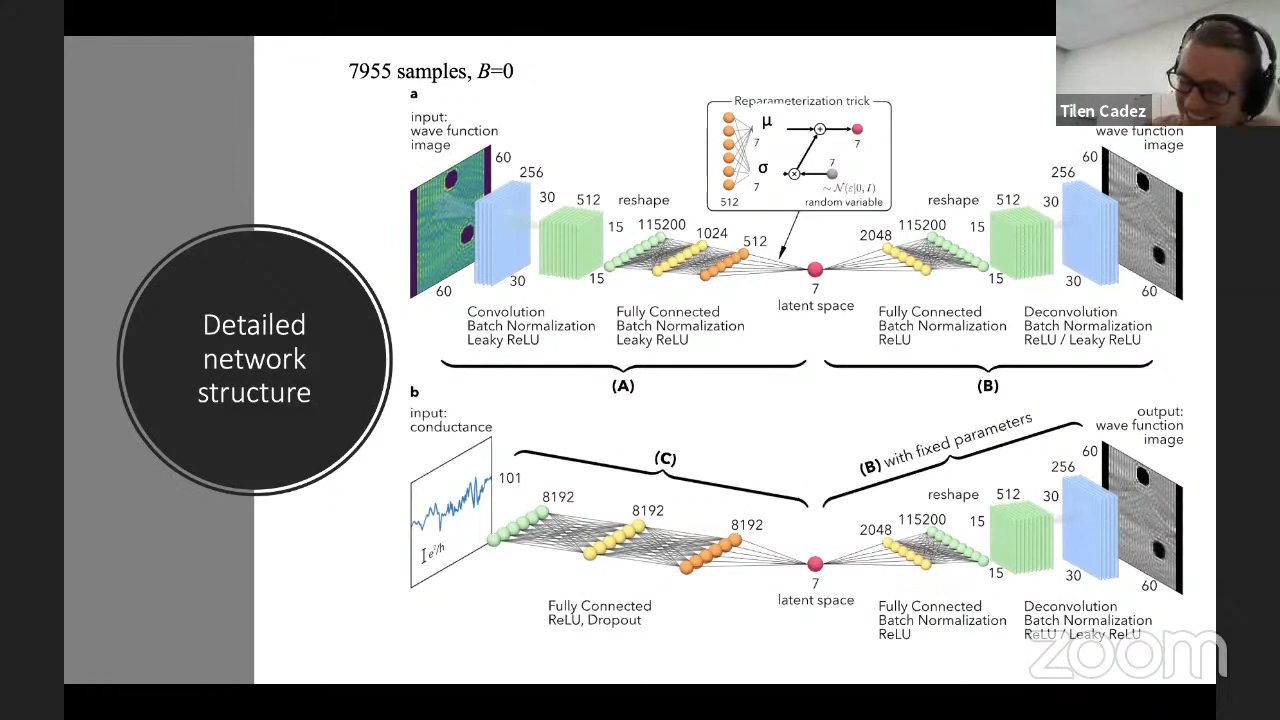 7955 samples, B=0
Tilen Cadez
Detailed
network
structure
a
input:
wave function
image
60
60
256
30
30
512
15
15
reshape
115200
1024
512
Fully Connected
Batch Normalization
Leaky ReLU
Convolution
Batch Normalization
Leaky ReLU
Reparameterization trick
μ
7
σ
7
512
+
×
7
7
~ N(ε|0, I)
random variable
7
latent space
2048
115200
reshape
512
15
15
256
30
30
60
wave function
image
60
Fully Connected
Batch Normalization
ReLU
Deconvolution
Batch Normalization
ReLU / Leaky ReLU
(A)
(B)
b
input:
conductance
101
e²/h
(C)
8192
8192
8192
Fully Connected
ReLU, Dropout
7
latent space
(B) with fixed parameters
2048
115200
reshape
512
15
15
256
30
30
60
output:
wave function
image
60
Fully Connected
Batch Normalization
ReLU
Deconvolution
Batch Normalization
ReLU / Leaky ReLU
zoom